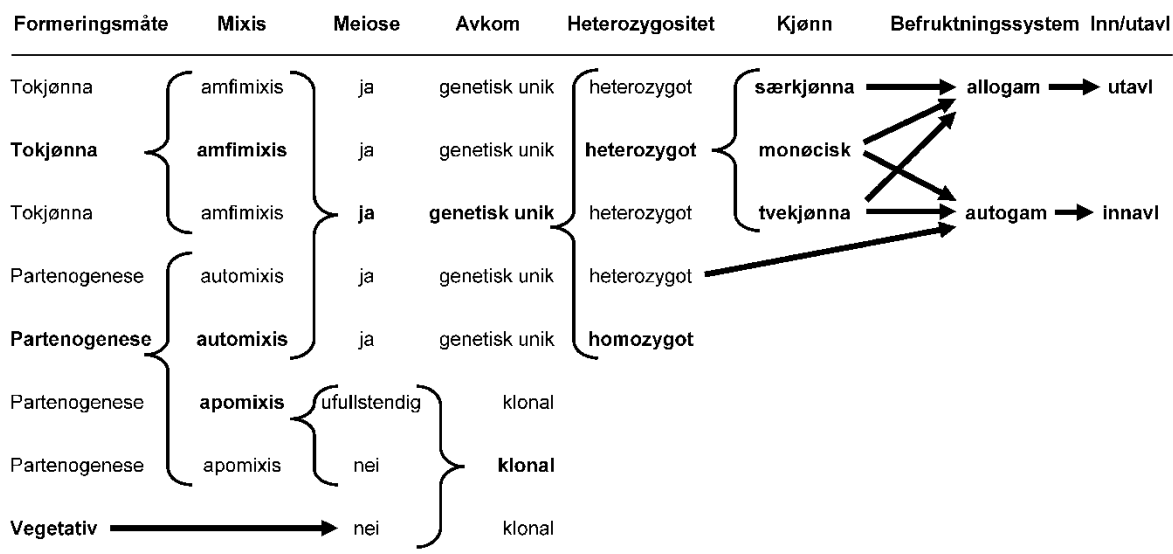 Formeringsmåte Mixis Meiose Avkom Heterozygositet Kjønn Befruktningssystem Inn/utavl
Tokjønna amfimixis ja genetisk unik heterozygot særkjønna allogam utavl
Tokjønna amfimixis ja genetisk unik heterozygot monøcisk
Tokjønna amfimixis ja genetisk unik heterozygot tvekjønna autogam innavl
Partenogenese automixis ja genetisk unik heterozygot
Partenogenese automixis ja genetisk unik homozygot
Partenogenese apomixis ufullstendig klonal
Partenogenese apomixis nei klonal
Vegetativ nei klonal